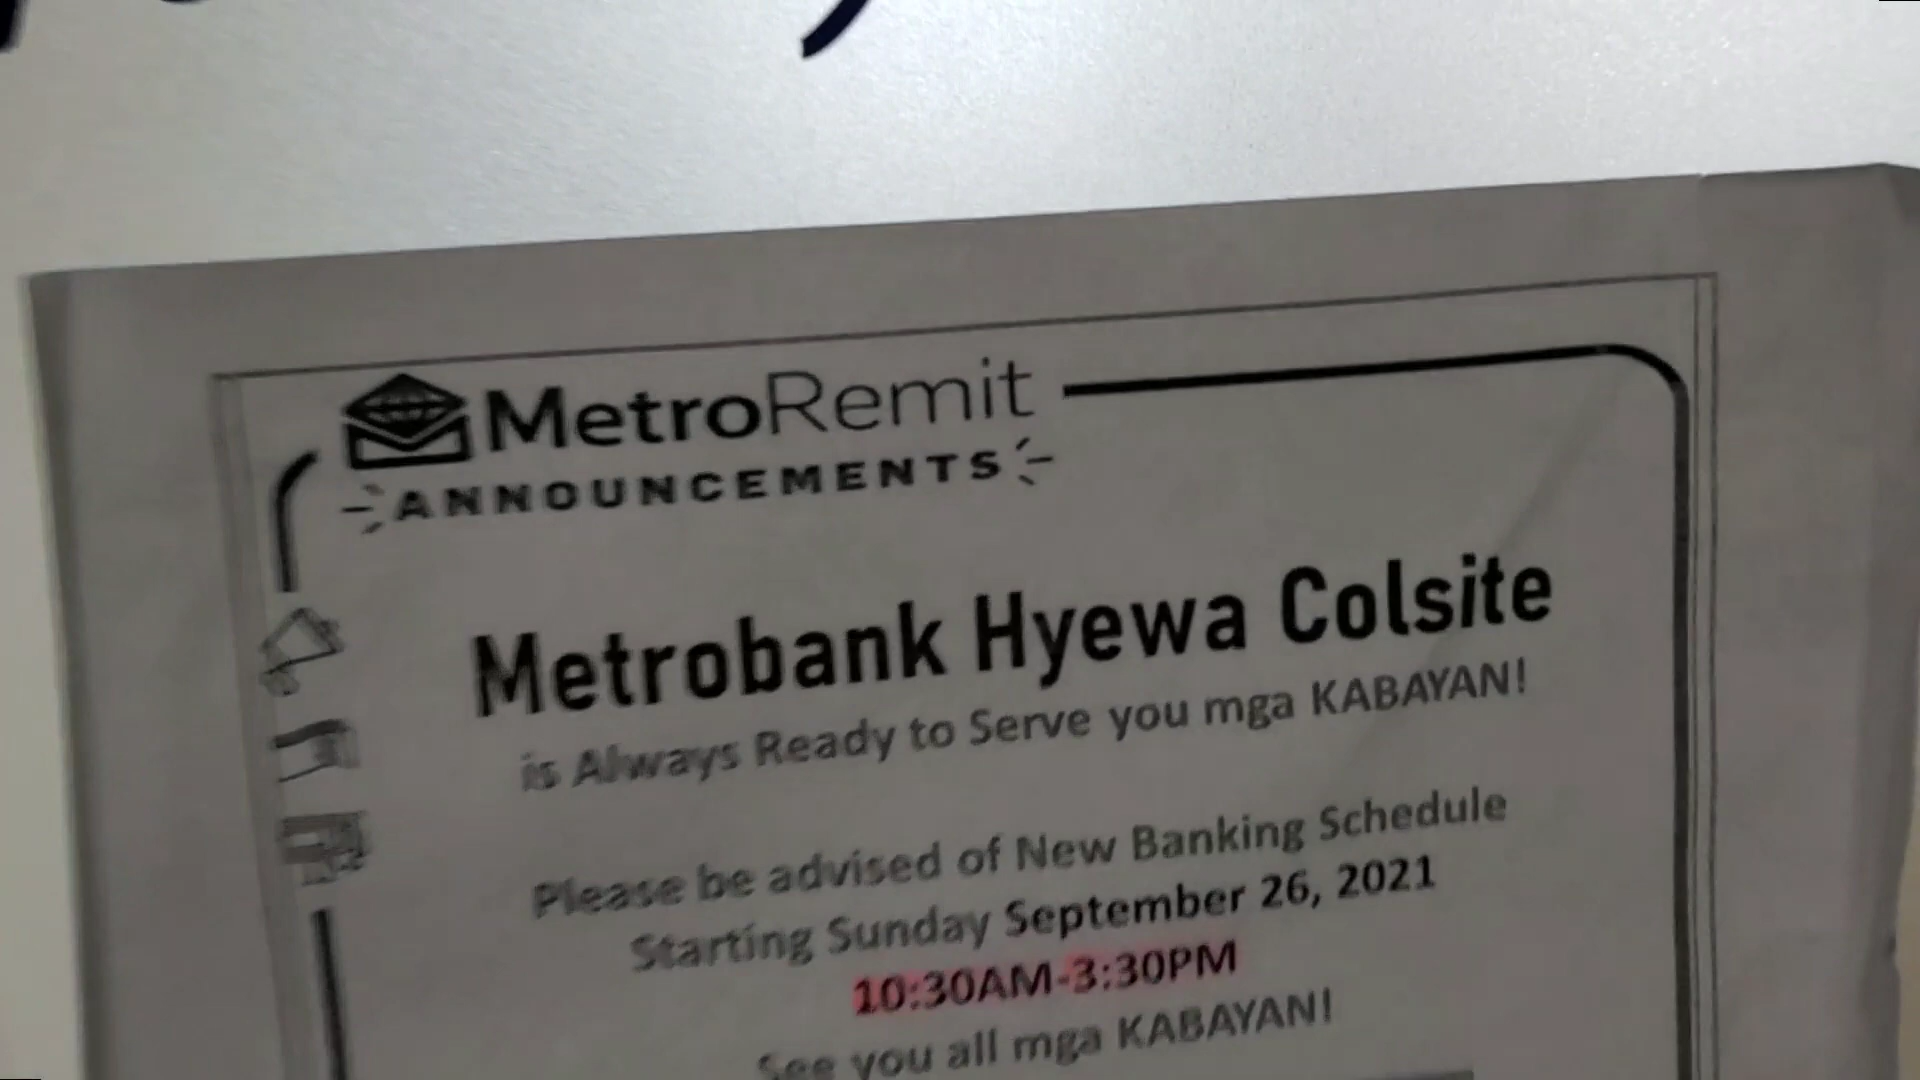 MetroRemit
ANNOUNCEMENTS
Metrobank Hyewa Colsite
is Always Ready to Serve you mga KABAYAN!
Please be advised of New Banking Schedule
Starting Sunday September 26, 2021
10:30AM-3:30PM
See you all mga KABAYAN!